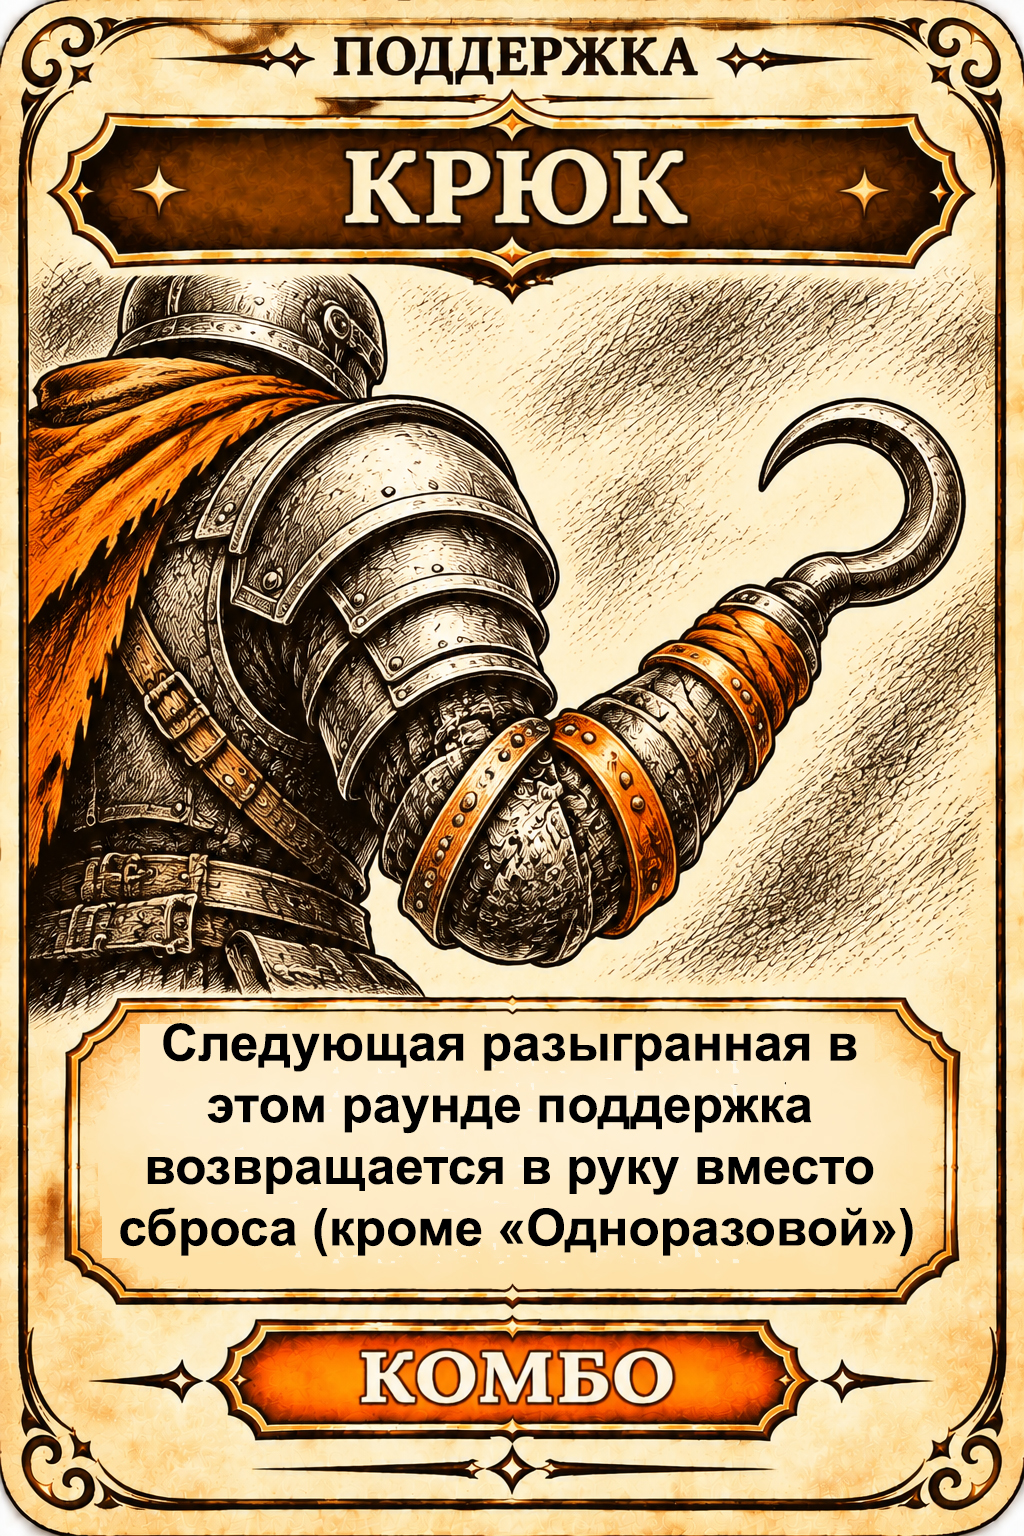 ПОДДЕРЖКА
КРЮК
Следующая разыгранная в
этом раунде поддержка
возвращается в руку вместо
сброса (кроме «Одноразовой»)
КОМБО